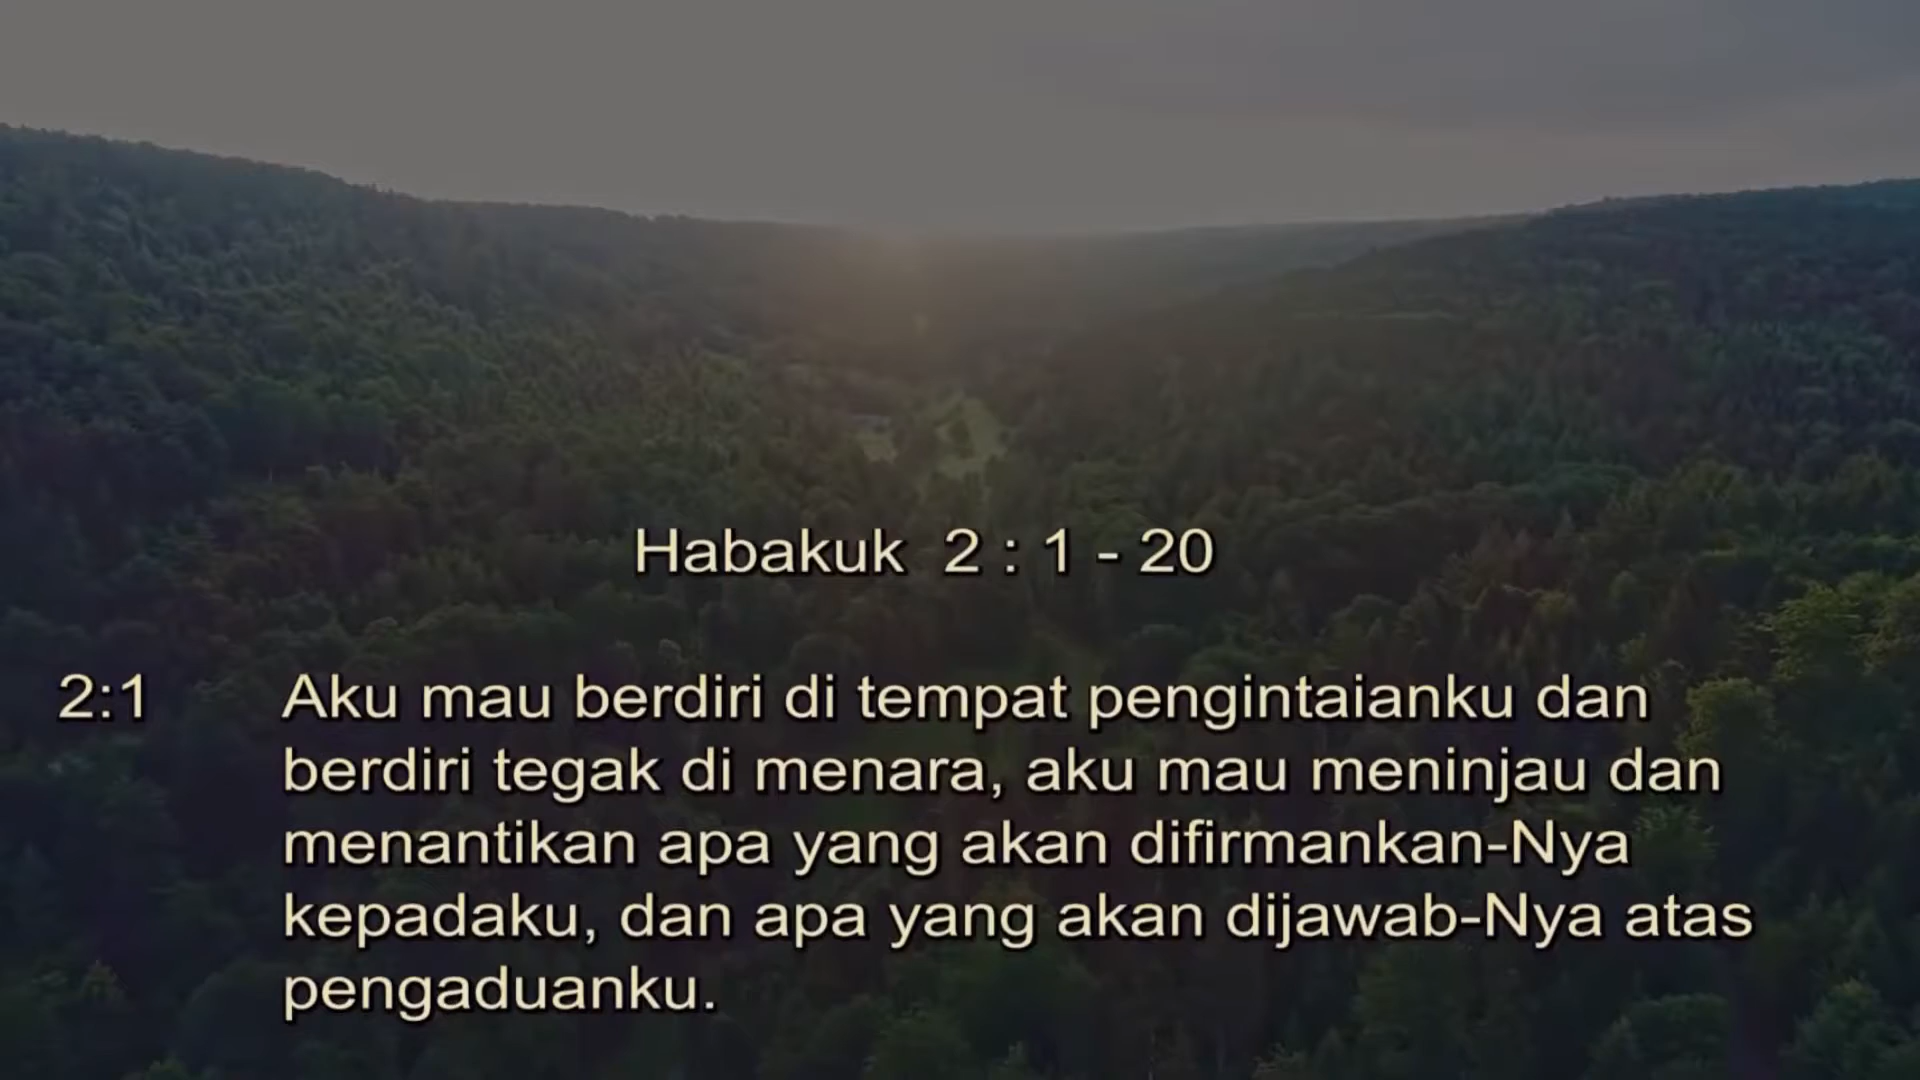 Habakuk 2 : 1 - 20
2:1 Aku mau berdiri di tempat pengintaianku dan
berdiri tegak di menara, aku mau meninjau dan
menantikan apa yang akan difirmankan-Nya
kepadaku, dan apa yang akan dijawab-Nya atas
pengaduanku.